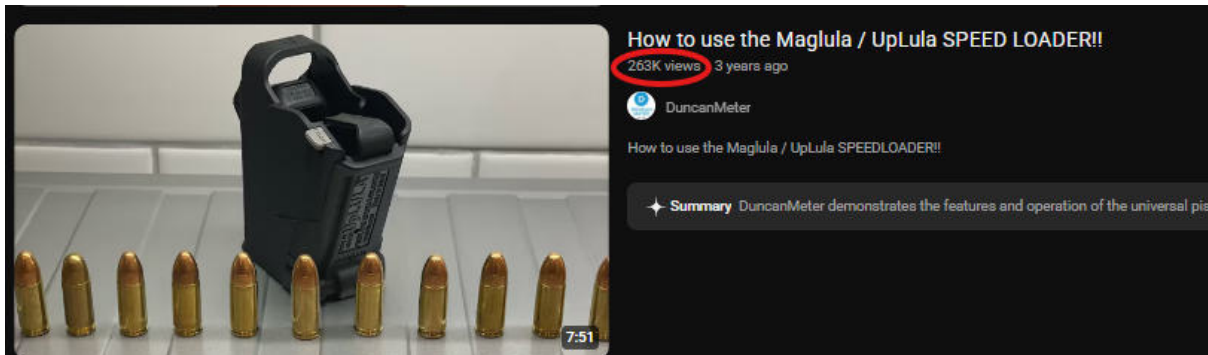 How to use the Maglula / UpLula SPEED LOADER!!
263K views 3 years ago
DuncanMeter
How to use the Maglula / UpLula SPEEDLOADER!!
Summary DuncanMeter demonstrates the features and operation of the universal pis
7:51